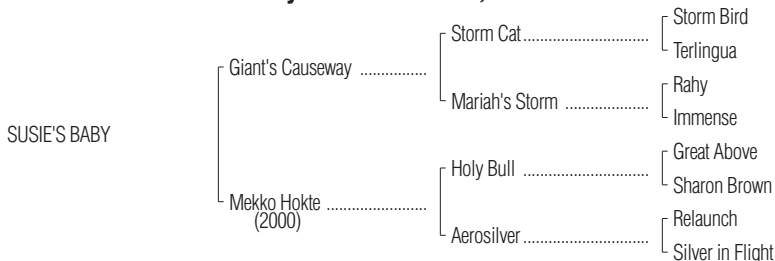 Storm Bird
Storm Cat
Terlingua
Giant's Causeway
Rahy
Mariah's Storm
Immense
SUSIE'S BABY
Great Above
Holy Bull
Sharon Brown
Mekko Hokte
(2000)
Relaunch
Aerosilver
Silver in Flight